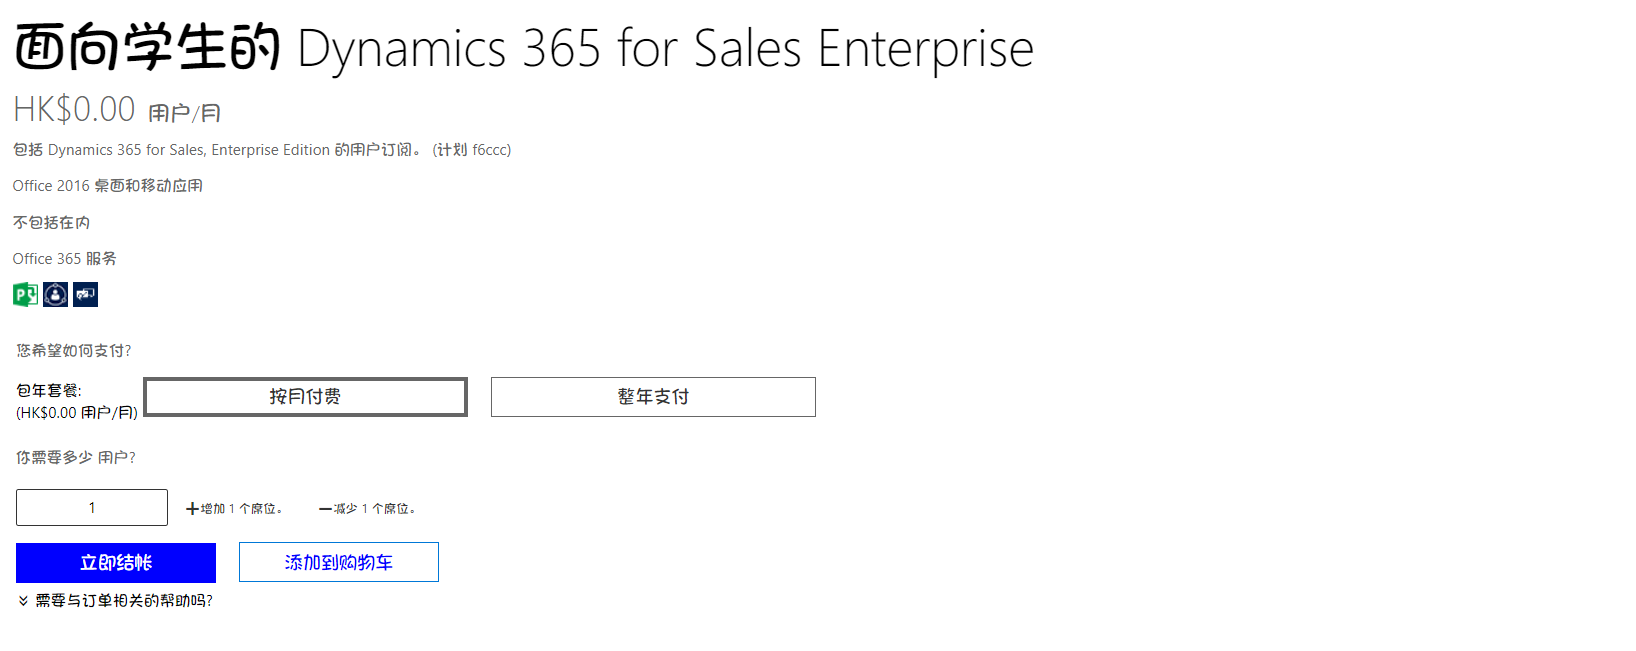 面向学生的 Dynamics 365 for Sales Enterprise
HK$0.00 用户/月
包括 Dynamics 365 for Sales, Enterprise Edition 的用户订阅。 (计划 f6ccc)
Office 2016 桌面和移动应用
不包括在内
Office 365 服务
您希望如何支付?
包年套餐:
(HK$0.00 用户/月)
按月付费
整年支付
你需要多少 用户?
1
增加 1 个席位。
减少 1 个席位。
立即结帐
添加到购物车
需要与订单相关的帮助吗?